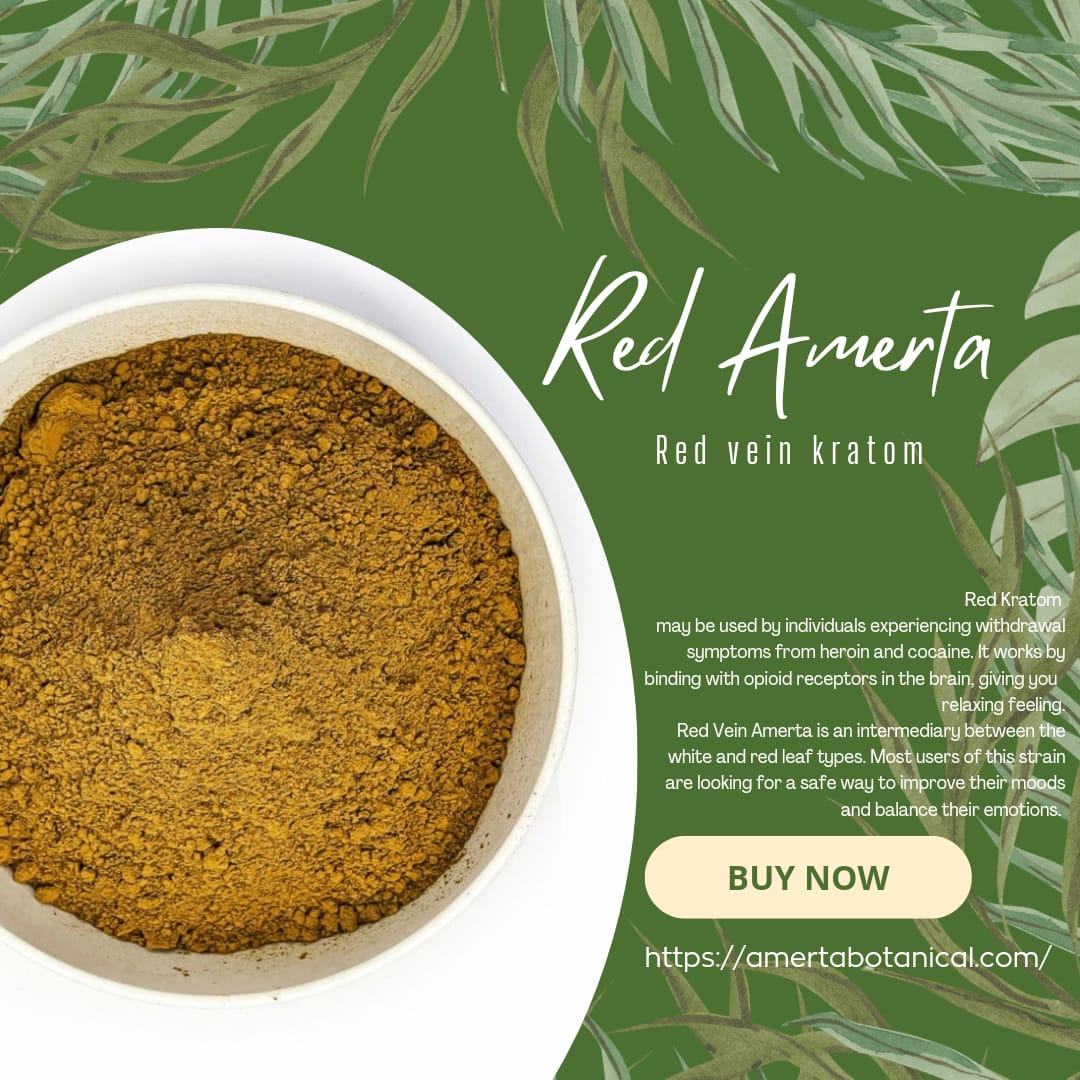 Red Amerta
Red vein kratom
Red Kratom
may be used by individuals experiencing withdrawal
symptoms from heroin and cocaine. It works by
binding with opioid receptors in the brain, giving you
relaxing feeling.
Red Vein Amerta is an intermediary between the
white and red leaf types. Most users of this strain
are looking for a safe way to improve their moods
and balance their emotions.
BUY NOW
https://amertabotanical.com/